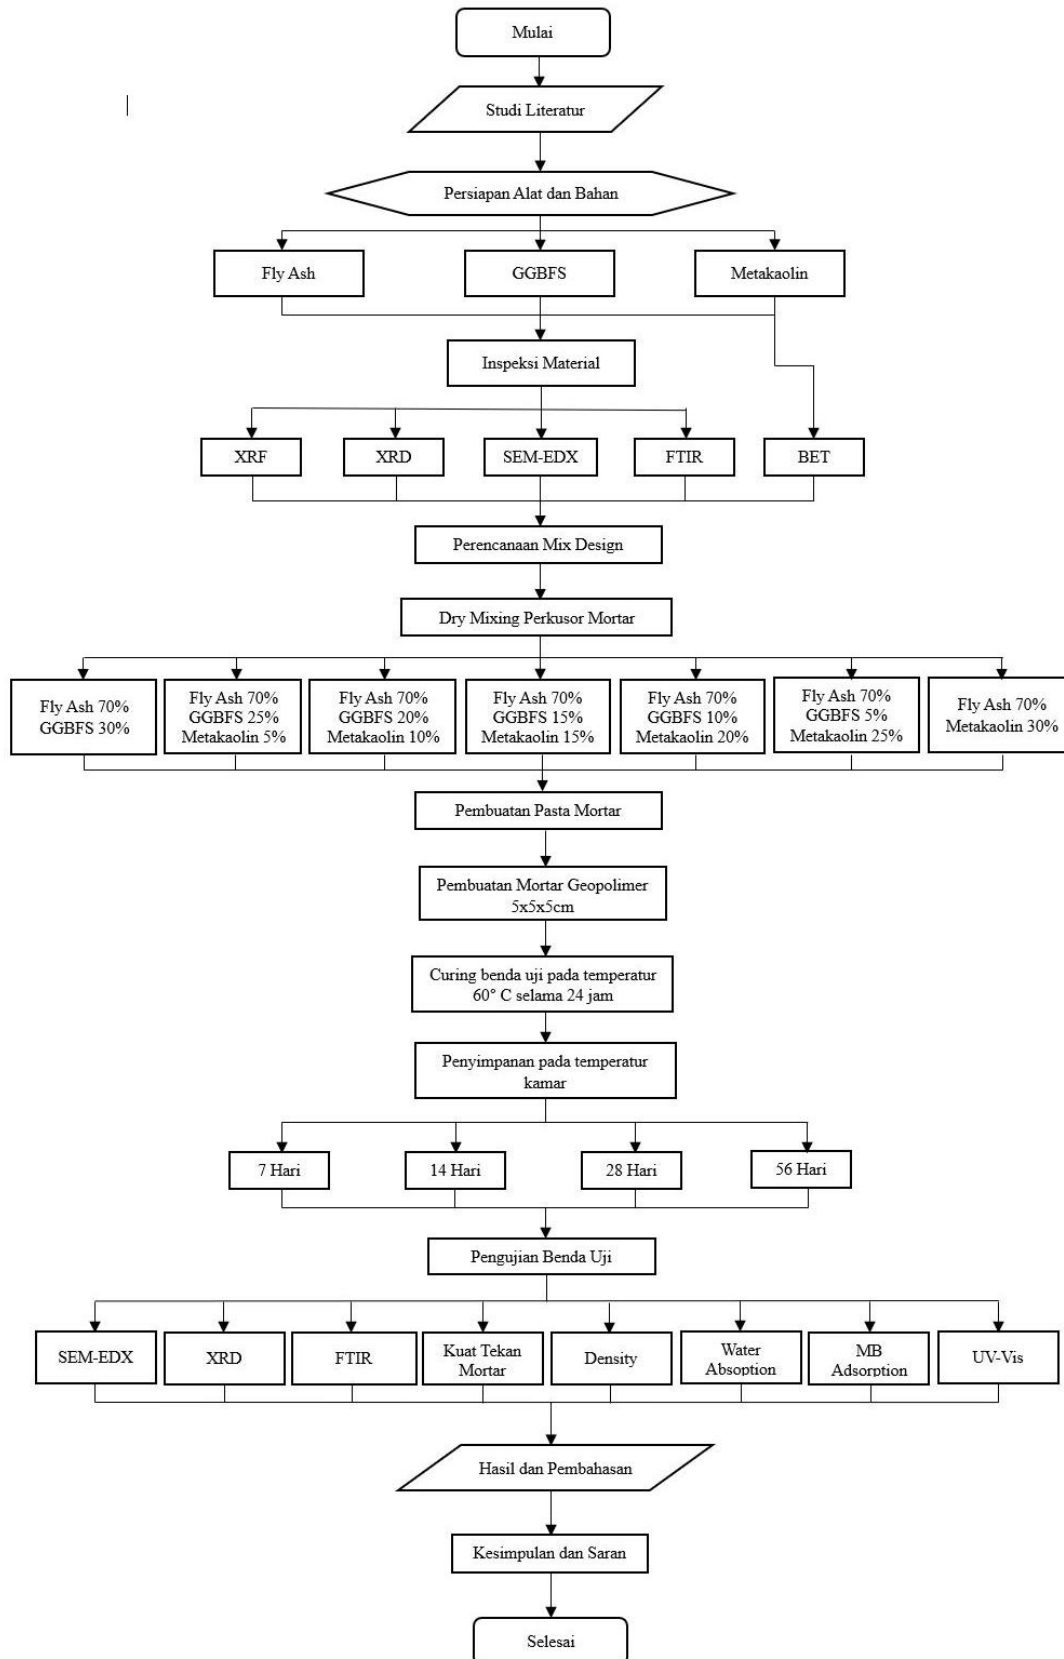 Mulai
Studi Literatur
Persiapan Alat dan Bahan
Fly Ash
GGBFS
Metakaolin
Inspeksi Material
XRF
XRD
SEM-EDX
FTIR
BET
Perencanaan Mix Design
Dry Mixing Perkusor Mortar
Fly Ash 70%
GGBFS 30%
Fly Ash 70%
GGBFS 25%
Metakaolin 5%
Fly Ash 70%
GGBFS 20%
Metakaolin 10%
Fly Ash 70%
GGBFS 15%
Metakaolin 15%
Fly Ash 70%
GGBFS 10%
Metakaolin 20%
Fly Ash 70%
GGBFS 5%
Metakaolin 25%
Fly Ash 70%
Metakaolin 30%
Pembuatan Pasta Mortar
Pembuatan Mortar Geopolimer
5x5x5cm
Curing benda uji pada temperatur
60° C selama 24 jam
Penyimpanan pada temperatur
kamar
7 Hari
14 Hari
28 Hari
56 Hari
Pengujian Benda Uji
SEM-EDX
XRD
FTIR
Kuat Tekan
Mortar
Density
Water
Absoption
MB
Adsorption
UV-Vis
Hasil dan Pembahasan
Kesimpulan dan Saran
Selesai